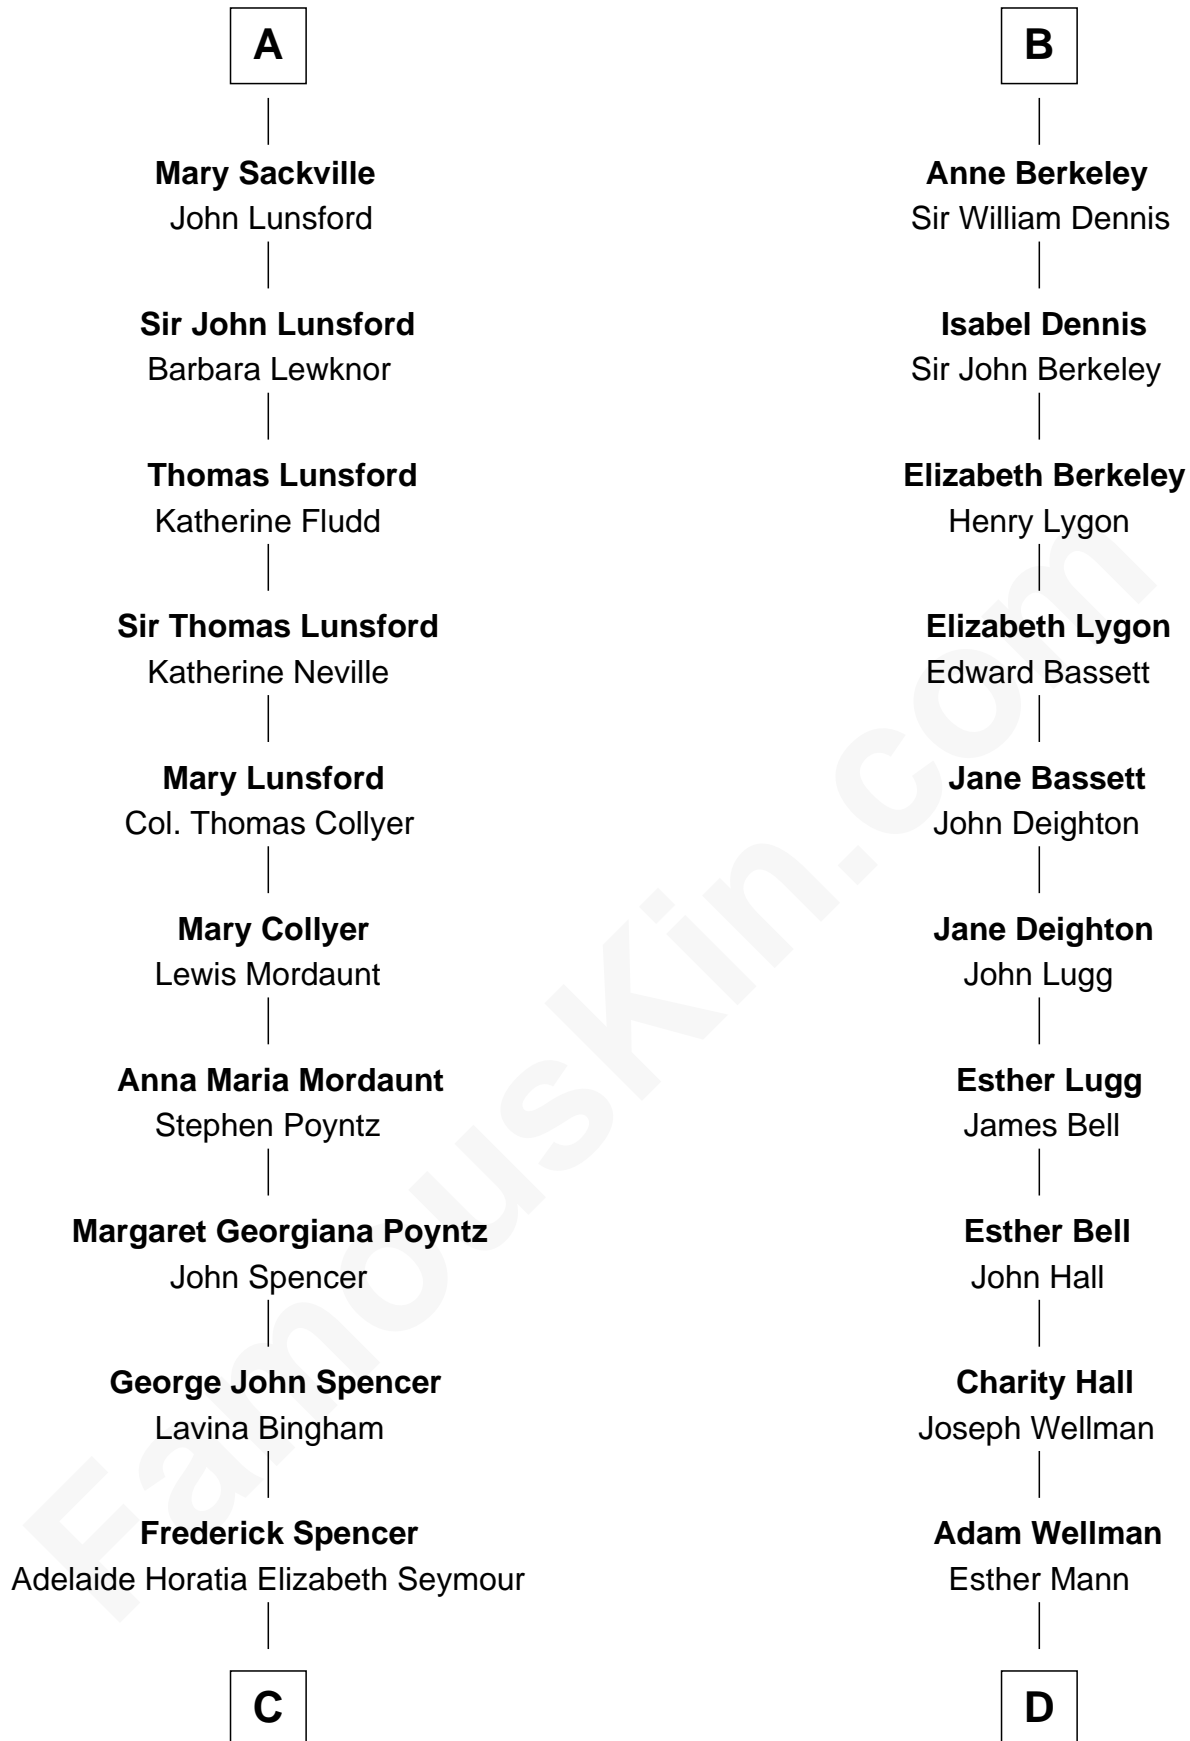 A
Mary Sackville
John Lunsford
Sir John Lunsford
Barbara Lewknor
Thomas Lunsford
Katherine Fludd
Sir Thomas Lunsford
Katherine Neville
Mary Lunsford
Col. Thomas Collyer
Mary Collyer
Lewis Mordaunt
Anna Maria Mordaunt
Stephen Poyntz
Margaret Georgiana Poyntz
John Spencer
George John Spencer
Lavina Bingham
Frederick Spencer
Adelaide Horatia Elizabeth Seymour
C
B
Anne Berkeley
Sir William Dennis
Isabel Dennis
Sir John Berkeley
Elizabeth Berkeley
Henry Lygon
Elizabeth Lygon
Edward Bassett
Jane Bassett
John Deighton
Jane Deighton
John Lugg
Esther Lugg
James Bell
Esther Bell
John Hall
Charity Hall
Joseph Wellman
Adam Wellman
Esther Mann
D
FamousKin.com